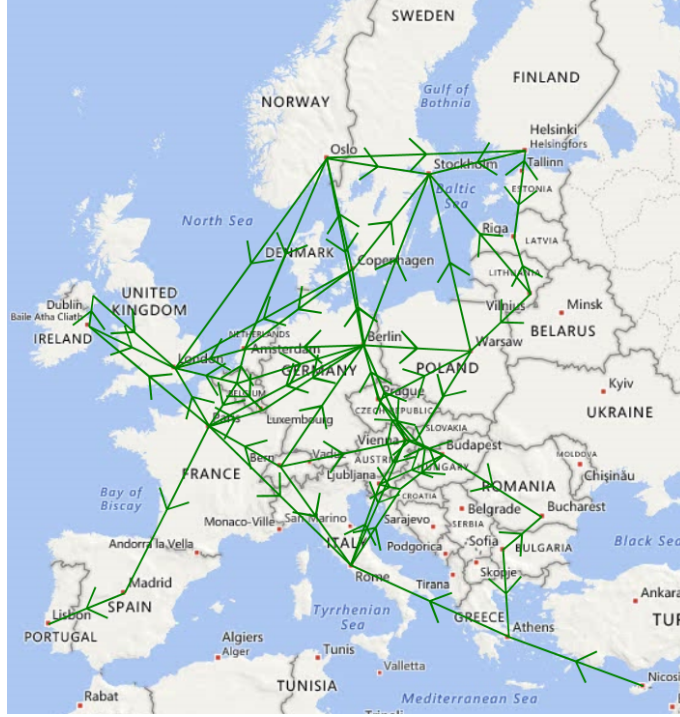 SWEDEN
FINLAND
Gulf of
Bothnia
NORWAY
Helsinki
Helsingfors
Oslo
Stockholm
Tallinn
Baltic
Sea
ESTONIA
North Sea
Riga
LATVIA
DENMARK
Copenhagen
LITHUANIA
UNITED
KINGDOM
Dublin
Baile Atha Cliath
IRELAND
Vilnius
Minsk
BELARUS
NETHERLANDS
Amsterdam
Berlin
Warsaw
London
GERMANY
POLAND
BELGIUM
Prague
Kyiv
CZECH REPUBLIC
UKRAINE
Paris
Luxembourg
SLOVAKIA
Vienna
Budapest
Bern
Vaduz
AUSTRIA
MOLDOVA
FRANCE
Ljubljana
HUNGARY
Chișinău
Bay of
Biscay
CROATIA
ROMANIA
Monaco-Ville
San Marino
Sarajevo
Belgrade
Bucharest
SERBIA
Andorra la Vella
ITALY
Podgorica
Sofia
BULGARIA
Black Sea
Skopje
Madrid
Rome
Tirana
Ankara
Lisbon
SPAIN
Tyrrhenian
Sea
GREECE
TUR
PORTUGAL
Athens
Algiers
Alger
Tunis
Valletta
Nicosi
TUNISIA
Rabat
Mediterranean Sea